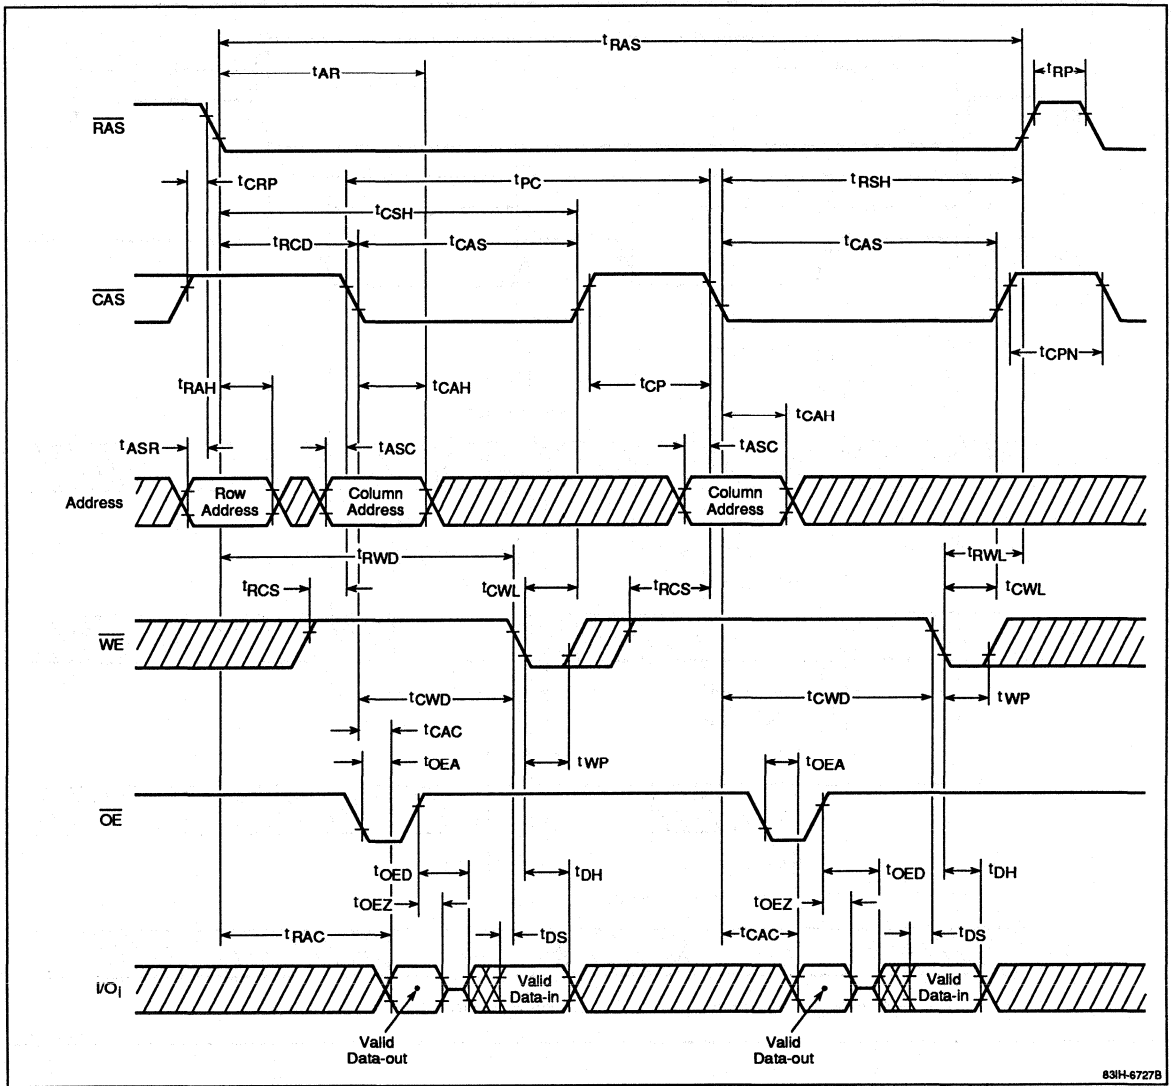 tRAS
tAR
tRP
RAS
tCRP
tPC
tRSH
tCSH
tRCD
tCAS
tCAS
CAS
tCPN
tRAH
tCAH
tCP
tCAH
tASR
tASC
tASC
Address
Row
Address
Column
Address
Column
Address
tRWD
tRWL
tRCS
tCWL
tRCS
tCWL
WE
tCWD
tCWD
tWP
tCAC
tOEA
tWP
tOEA
OE
tOED
tDH
tOED
tDH
tOEZ
tOEZ
tRAC
tDS
tCAC
tDS
I/Oi
Valid
Data-in
Valid
Data-in
Valid
Data-out
Valid
Data-out
83IH-6727B